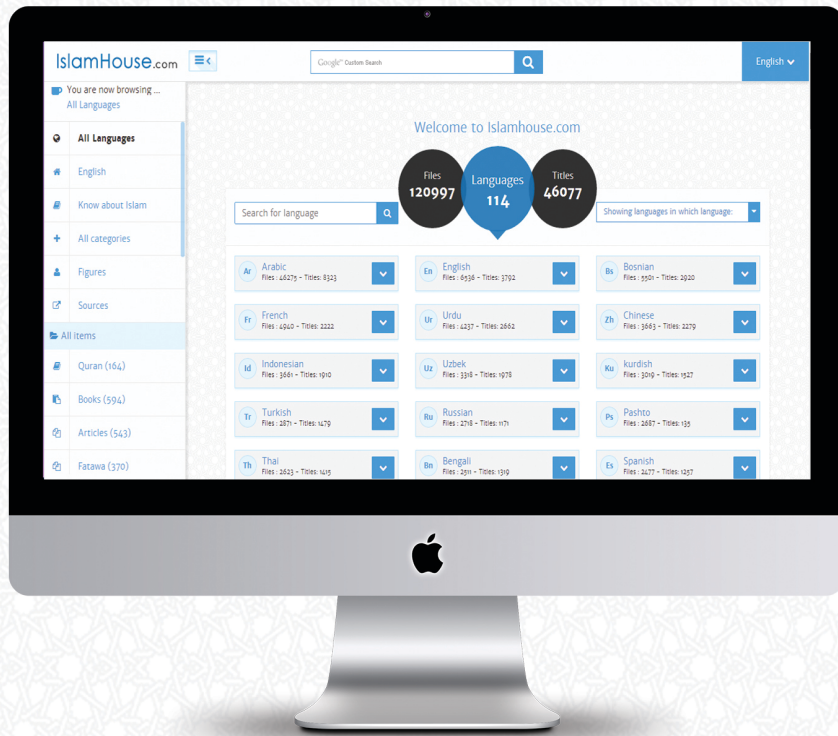 IslamHouse.com
Google™ Custom Search
English
You are now browsing ...
All Languages
All Languages
English
Know about Islam
All categories
Figures
Sources
All items
Quran (164)
Books (594)
Articles (543)
Fatawa (370)
Welcome to Islamhouse.com
Files
120997
Languages
114
Titles
46077
Search for language
Showing languages in which language:
Ar Arabic
Files : 46275 - Titles: 8323
En English
Files : 6536 - Titles: 3792
Bs Bosnian
Files : 5501 - Titles: 2920
Fr French
Files : 4940 - Titles: 2222
Ur Urdu
Files : 4237 - Titles: 2662
Zh Chinese
Files : 3663 - Titles: 2279
Id Indonesian
Files : 3661 - Titles: 1910
Uz Uzbek
Files : 3318 - Titles: 1978
Ku kurdish
Files : 3019 - Titles: 1527
Tr Turkish
Files : 2871 - Titles: 1479
Ru Russian
Files : 2718 - Titles: 1171
Ps Pashto
Files : 2687 - Titles: 135
Th Thai
Files : 2623 - Titles: 1415
Bn Bengali
Files : 2511 - Titles: 1319
Es Spanish
Files : 2477 - Titles: 1257